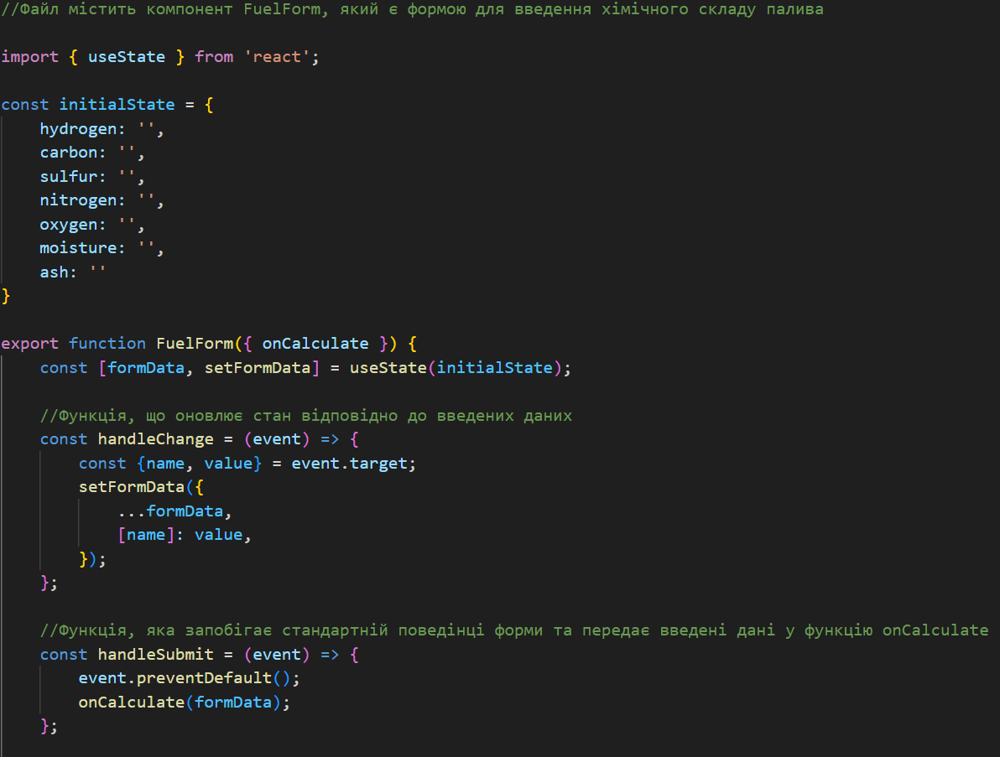 //Файл містить компонент FuelForm, який є формою для введення хімічного складу палива
import { useState } from 'react';
const initialState = {
hydrogen: '',
carbon: '',
sulfur: '',
nitrogen: '',
oxygen: '',
moisture: '',
ash: ''
}
export function FuelForm({ onCalculate }) {
const [formData, setFormData] = useState(initialState);
//Функція, що оновлює стан відповідно до введених даних
const handleChange = (event) => {
const {name, value} = event.target;
setFormData({
...formData,
[name]: value,
});
};
//Функція, яка запобігає стандартній поведінці форми та передає введені дані у функцію onCalculate
const handleSubmit = (event) => {
event.preventDefault();
onCalculate(formData);
};